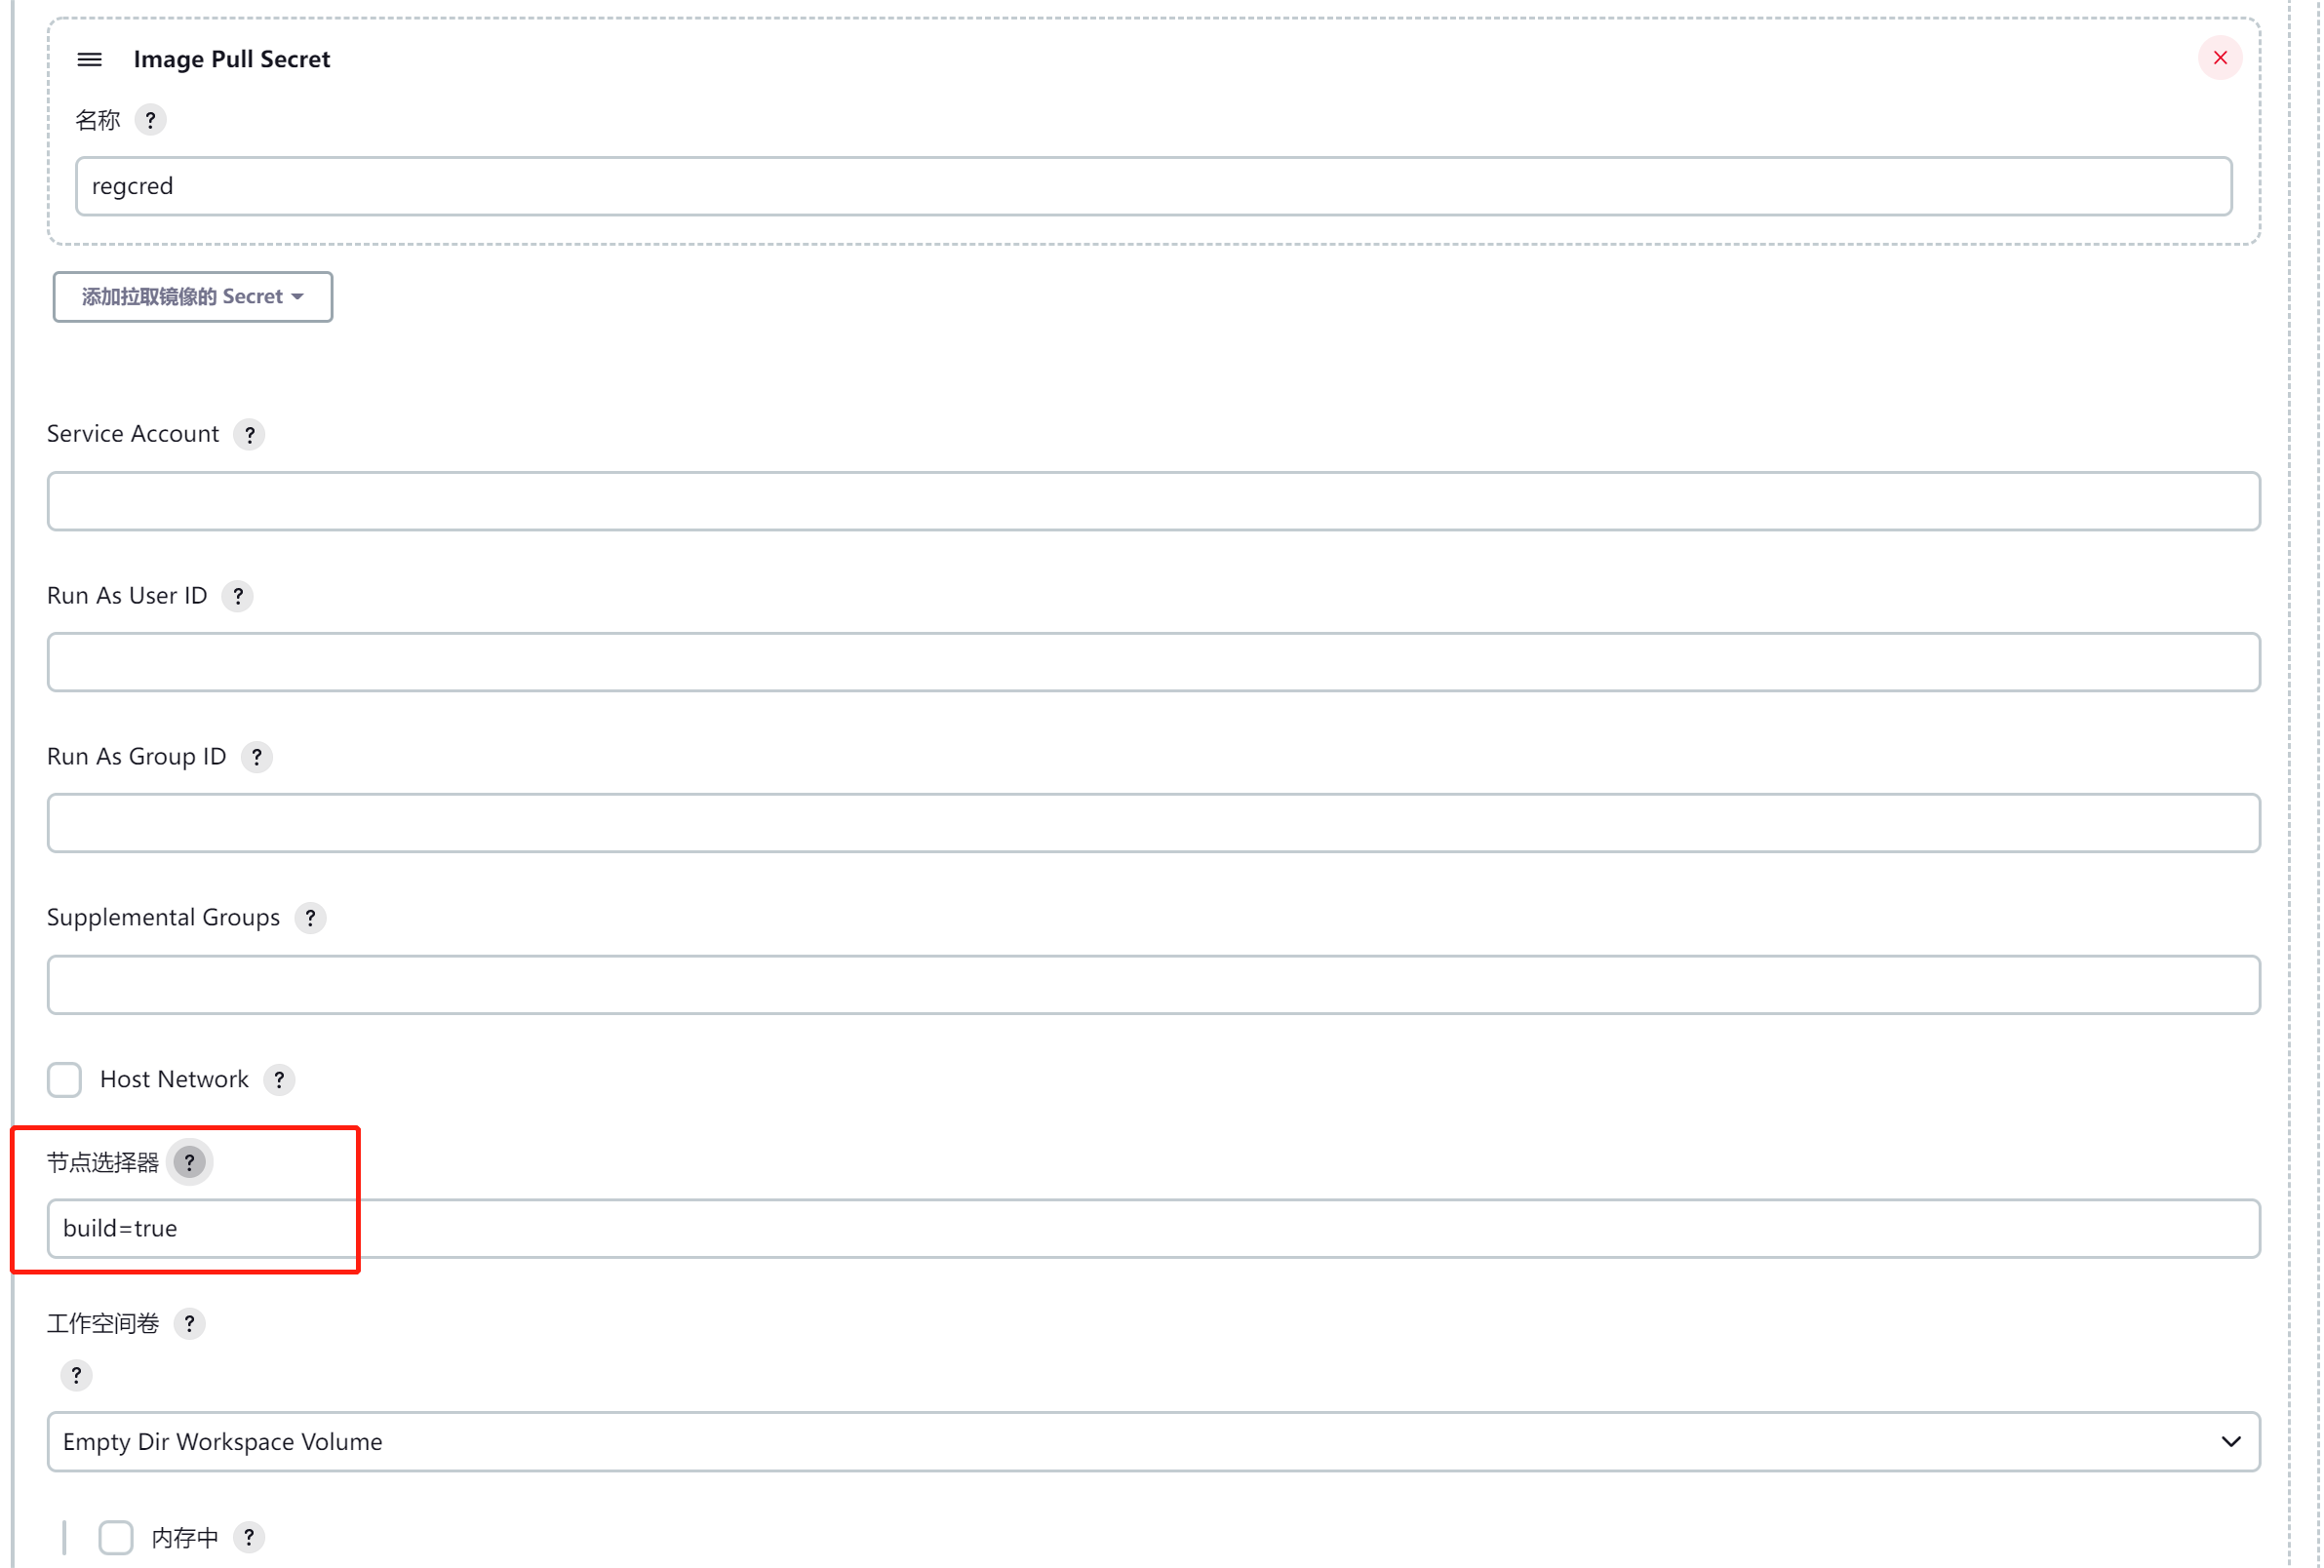 Image Pull Secret
名称 ?
regcred
添加拉取镜像的 Secret
Service Account ?
Run As User ID ?
Run As Group ID ?
Supplemental Groups ?
Host Network ?
节点选择器 ?
build=true
工作空间卷 ?
?
Empty Dir Workspace Volume
内存中 ?